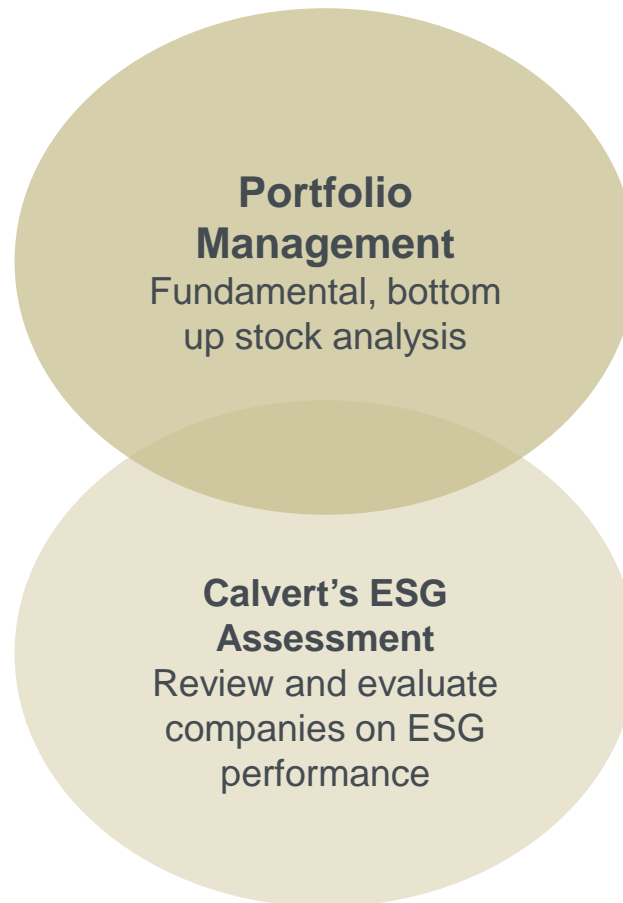 Portfolio
Management
Fundamental, bottom
up stock analysis
Calvert’s ESG
Assessment
Review and evaluate
companies on ESG
performance